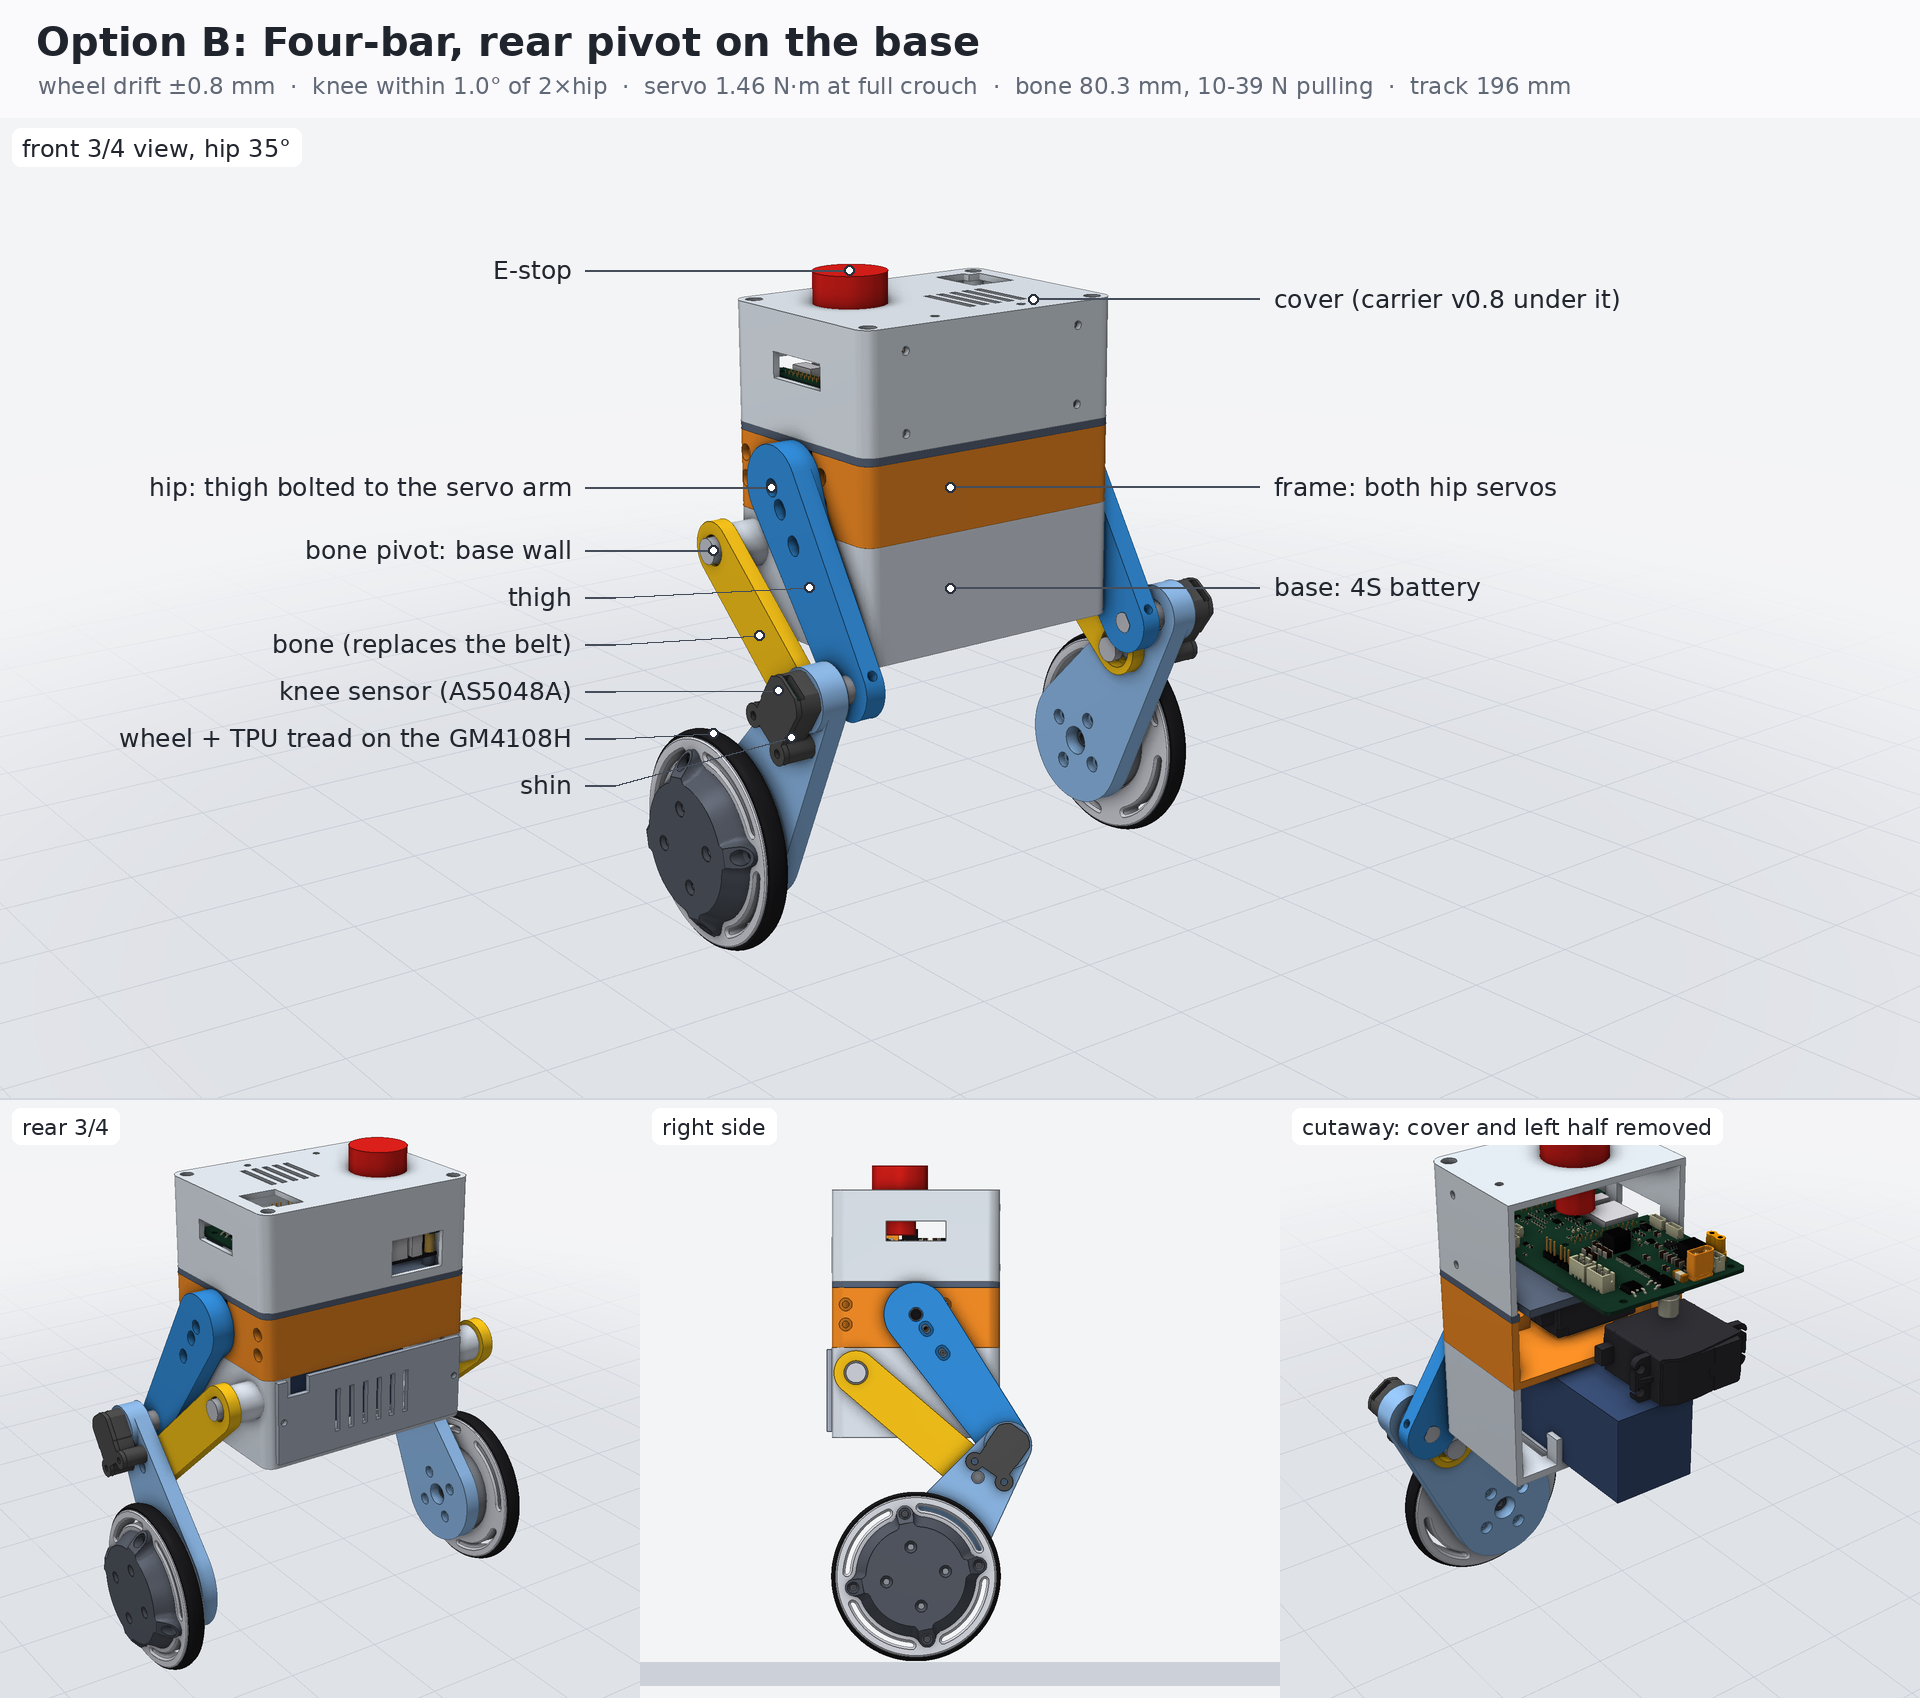 Option B: Four-bar, rear pivot on the base
wheel drift ±0.8 mm · knee within 1.0° of 2×hip · servo 1.46 N·m at full crouch · bone 80.3 mm, 10-39 N pulling · track 196 mm
front 3/4 view, hip 35°
E-stop
cover (carrier v0.8 under it)
hip: thigh bolted to the servo arm
frame: both hip servos
bone pivot: base wall
thigh
base: 4S battery
bone (replaces the belt)
knee sensor (AS5048A)
wheel + TPU tread on the GM4108H
shin
rear 3/4
right side
cutaway: cover and left half removed